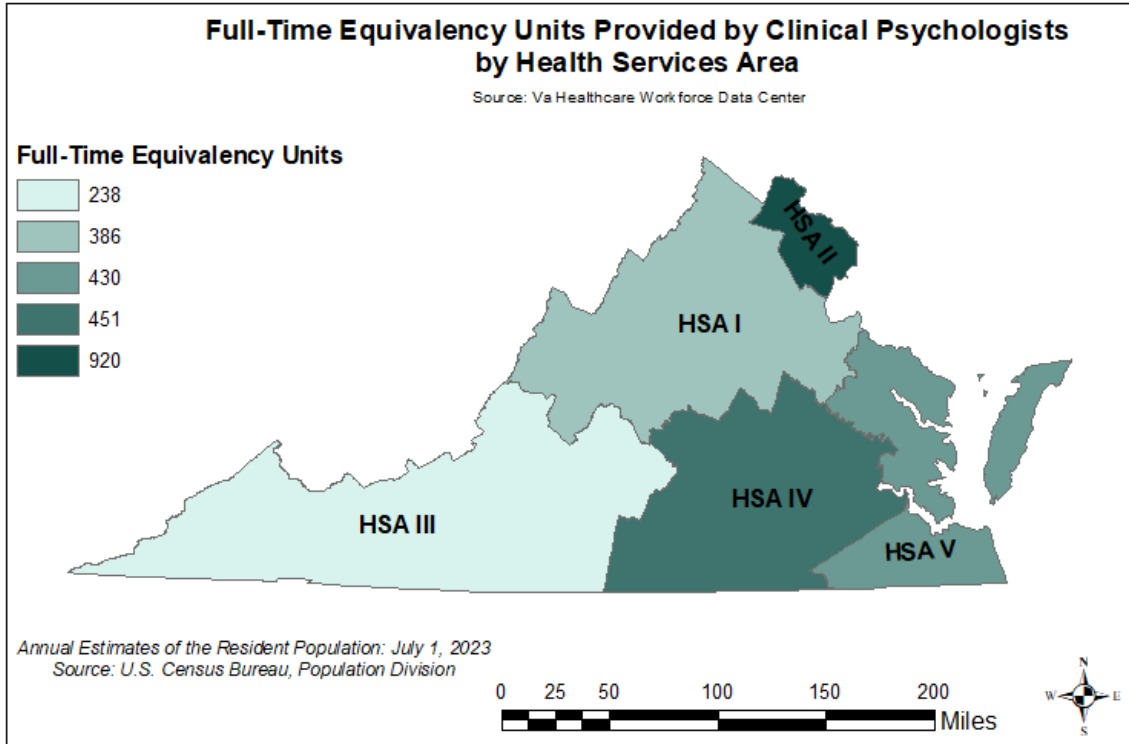 Full-Time Equivalency Units Provided by Clinical Psychologists
by Health Services Area
Source: Va Healthcare Workforce Data Center
Full-Time Equivalency Units
238
386
430
451
920
HSA II
HSA I
HSA IV
HSA III
HSA V
Annual Estimates of the Resident Population: July 1, 2023
Source: U.S. Census Bureau, Population Division
0 25 50 100 150 200
Miles
N
W E
S